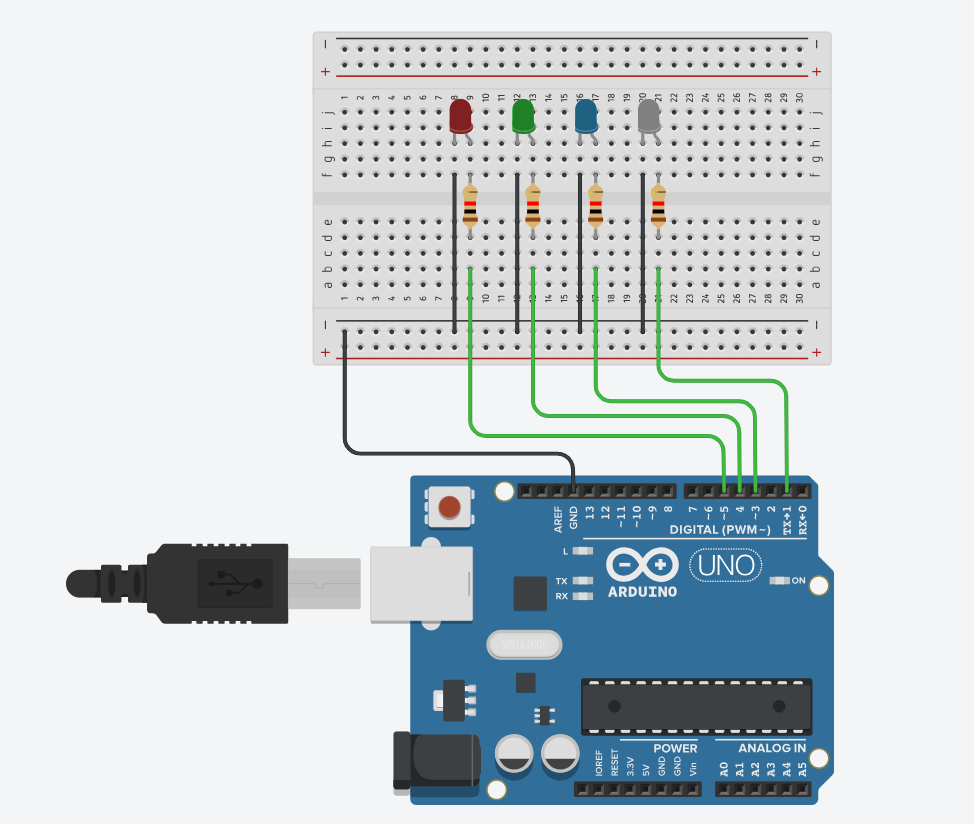 − −
+ +
1 2 3 4 5 6 7 8 9 10 11 12 13 14 15 16 17 18 19 20 21 22 23 24 25 26 27 28 29 30
j j
i i
h h
g g
f f
e e
d d
c c
b b
a a
1 2 3 4 5 6 7 8 9 10 11 12 13 14 15 16 17 18 19 20 21 22 23 24 25 26 27 28 29 30
− −
+ +
AREF GND 13 12 ~11 ~10 ~9 8 7 ~6 ~5 4 ~3 2 TX→1 RX←0
DIGITAL (PWM~)
L
TX
RX
ARDUINO
UNO
ON
POWER
ANALOG IN
IOREF RESET 3.3V 5V GND GND Vin A0 A1 A2 A3 A4 A5